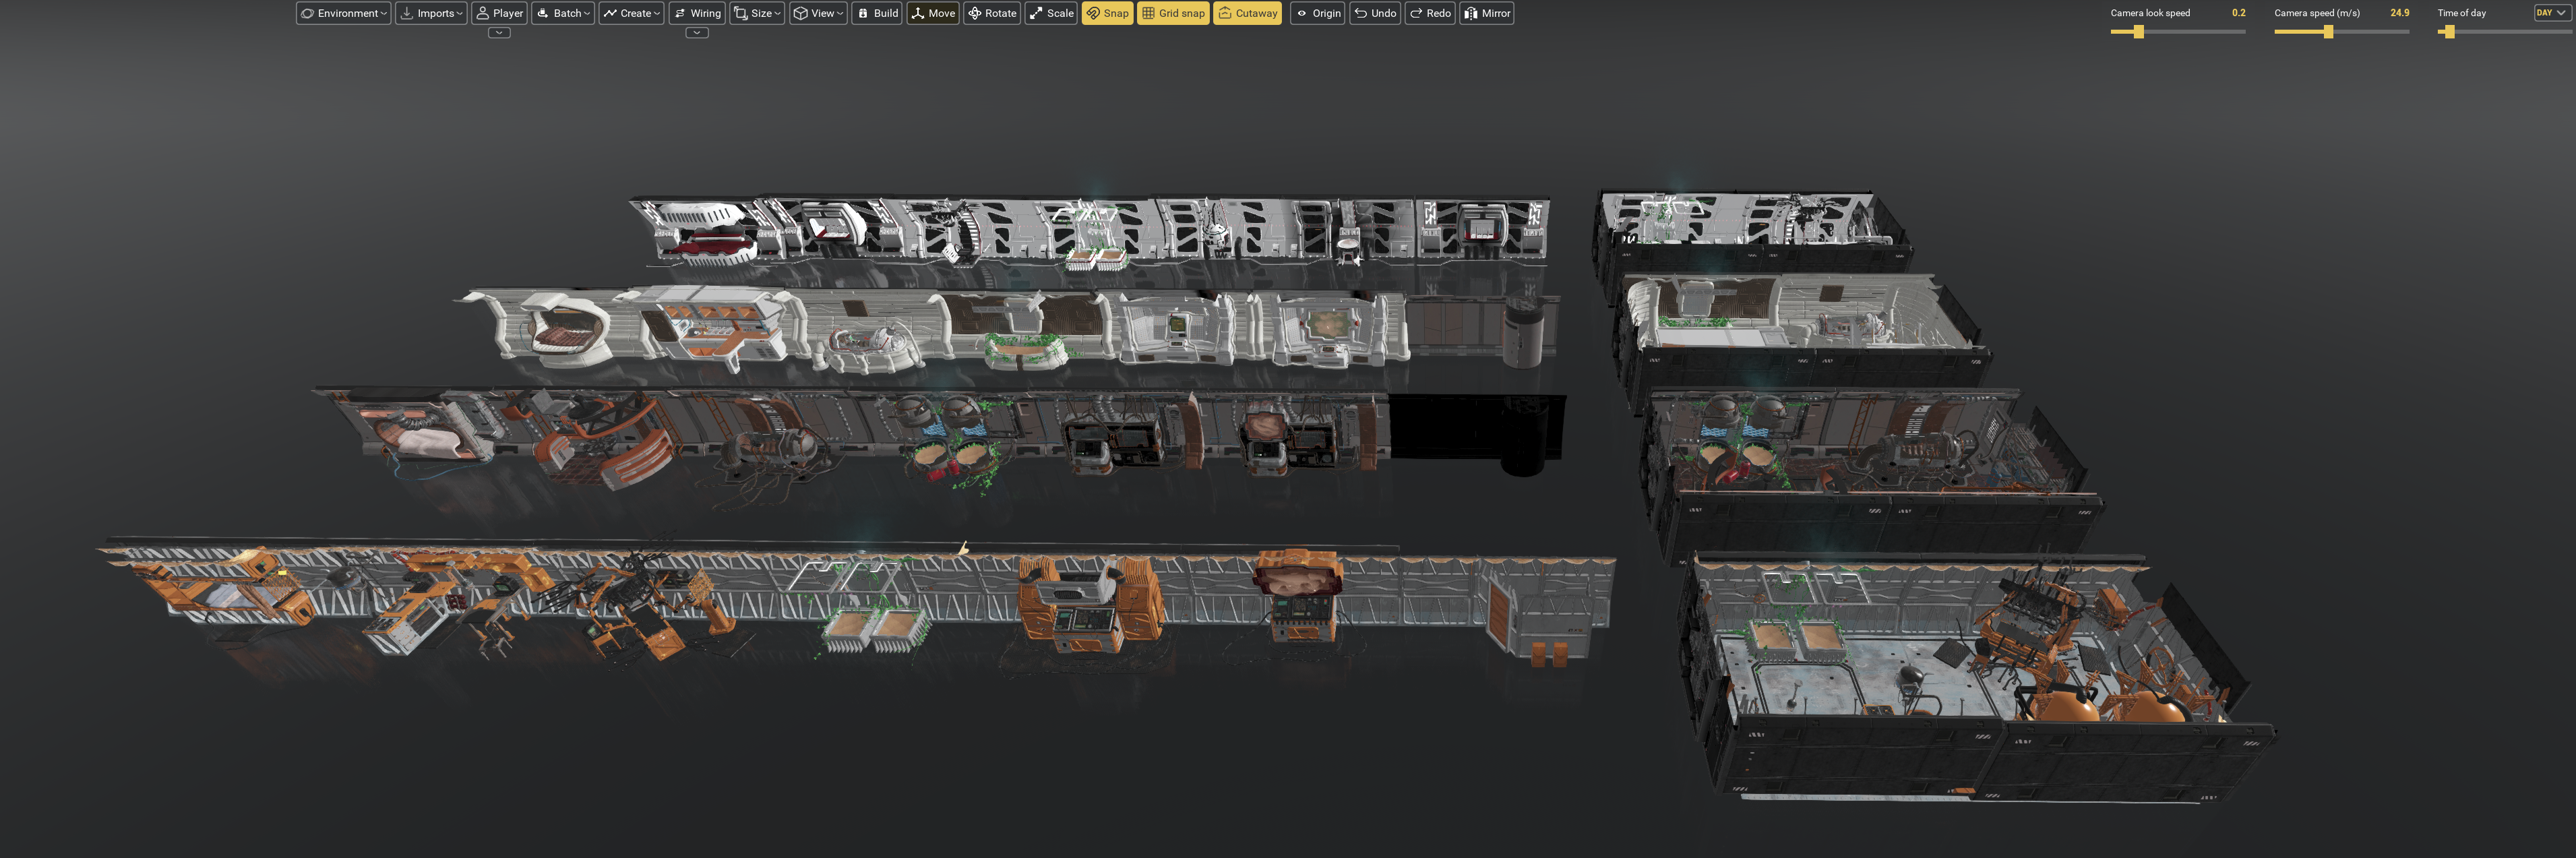 Environment Imports Player Batch Create Wiring Size View Build Move Rotate Scale Snap Grid snap Cutaway Origin Undo Redo Mirror
Camera look speed 0.2 Camera speed (m/s) 24.9 Time of day DAY